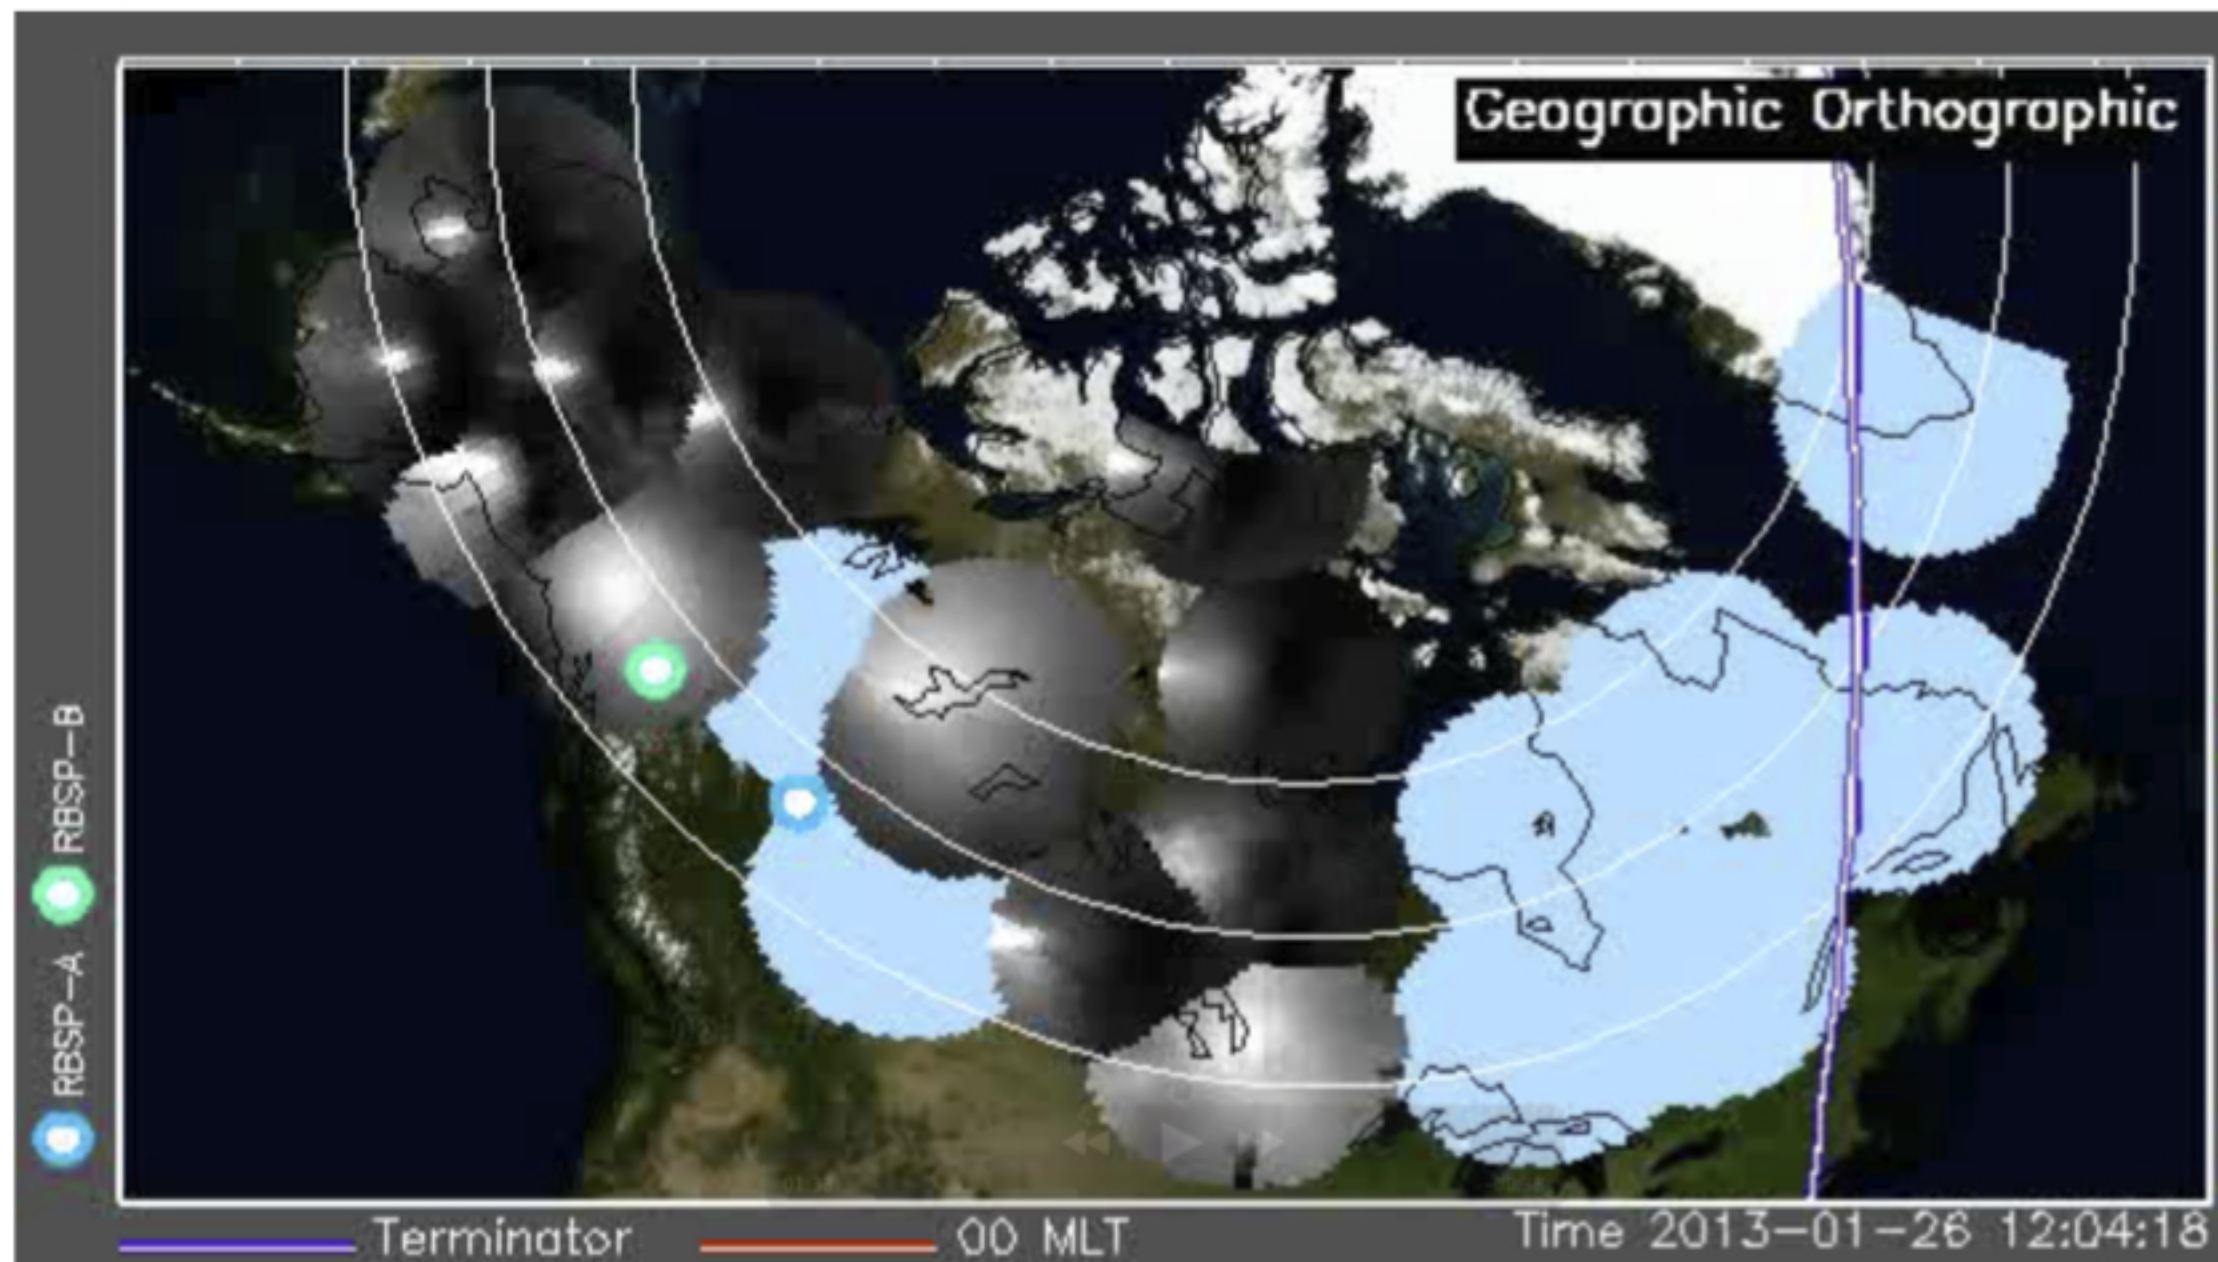 Geographic Orthographic
RBSP-A
RBSP-B
Terminator
00 MLT
Time 2013-01-26 12:04:18